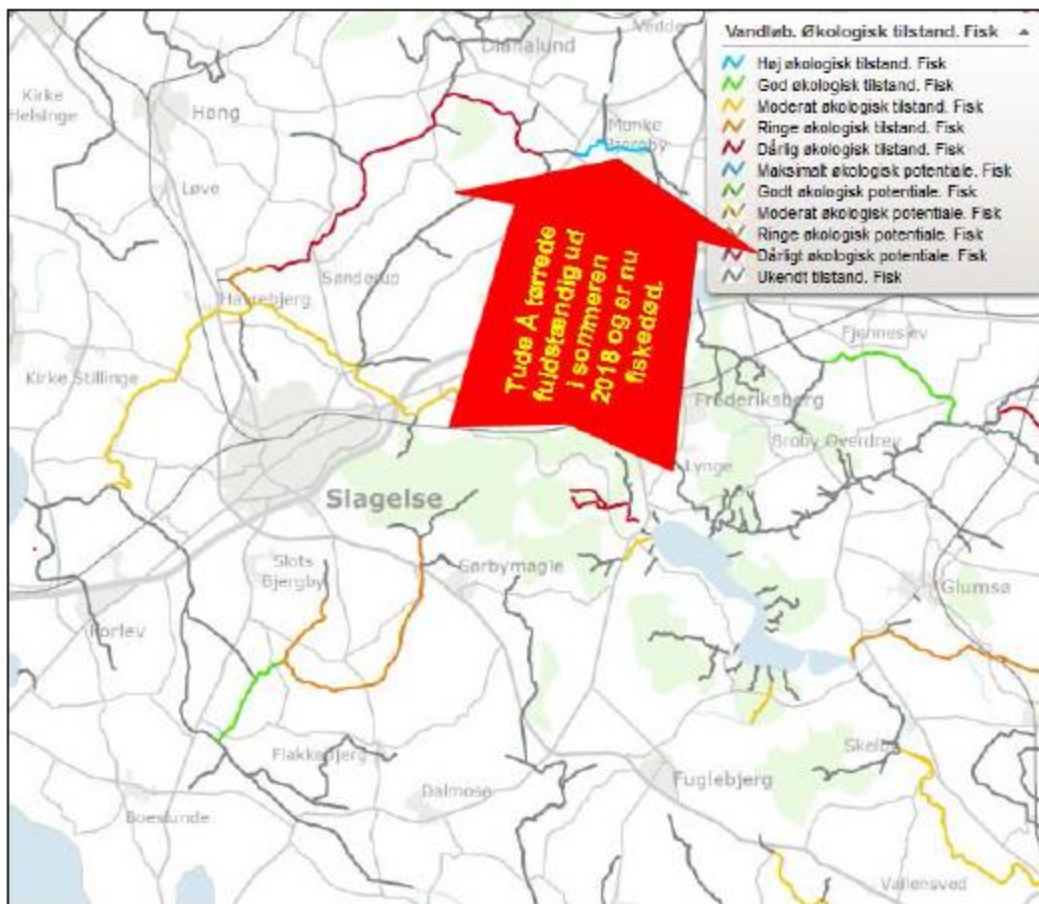 Vandløb. Økologisk tilstand. Fisk
Høj økologisk tilstand. Fisk
God økologisk tilstand. Fisk
Moderat økologisk tilstand. Fisk
Ringe økologisk tilstand. Fisk
Dårlig økologisk tilstand. Fisk
Maksimalt økologisk potentiale. Fisk
Godt økologisk potentiale. Fisk
Moderat økologisk potentiale. Fisk
Ringe økologisk potentiale. Fisk
Dårligt økologisk potentiale. Fisk
Ukendt tilstand. Fisk
Vedde
Dianalund
Kirke
Helsinge
Høng
Munke
Bjergby
Løve
Sønderup
Havrebjerg
Tude Å tørrede
fuldstændig ud
i sommeren
2018 og er nu
fiskedød.
Fjenneslev
Kirke Stillinge
Frederiksberg
Broby Overdrev
Lynge
Slagelse
Slots
Bjergby
Sørbymagle
Glumsø
Korlev
Flakkebjerg
Skelby
Fuglebjerg
Dalmose
Boeslunde
Vallensved